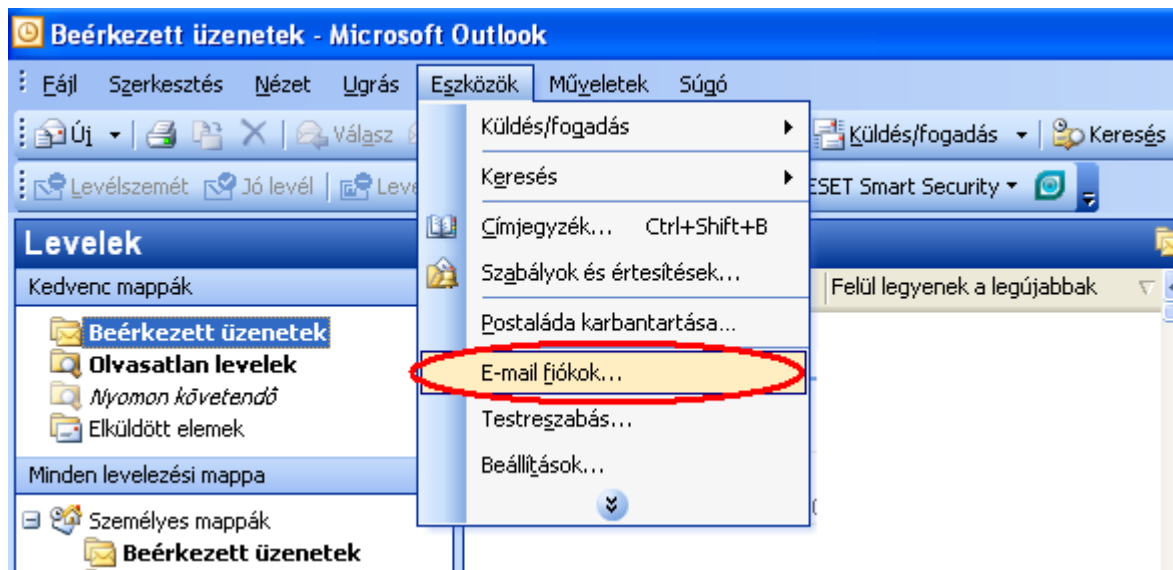 Beérkezett üzenetek - Microsoft Outlook
Fájl Szerkesztés Nézet Ugrás Eszközök Műveletek Súgó
Új Válasz Küldés/fogadás Keresés
Levélszemét Jó levél ESET Smart Security
Küldés/fogadás
Keresés
Címjegyzék... Ctrl+Shift+B
Szabályok és értesítések...
Postaláda karbantartása...
E-mail fiókok...
Testreszabás...
Beállítások...
Levelek
Kedvenc mappák
Felül legyenek a legújabbak
Beérkezett üzenetek
Olvasatlan levelek
Nyomon követendő
Elküldött elemek
Minden levelezési mappa
Személyes mappák
Beérkezett üzenetek